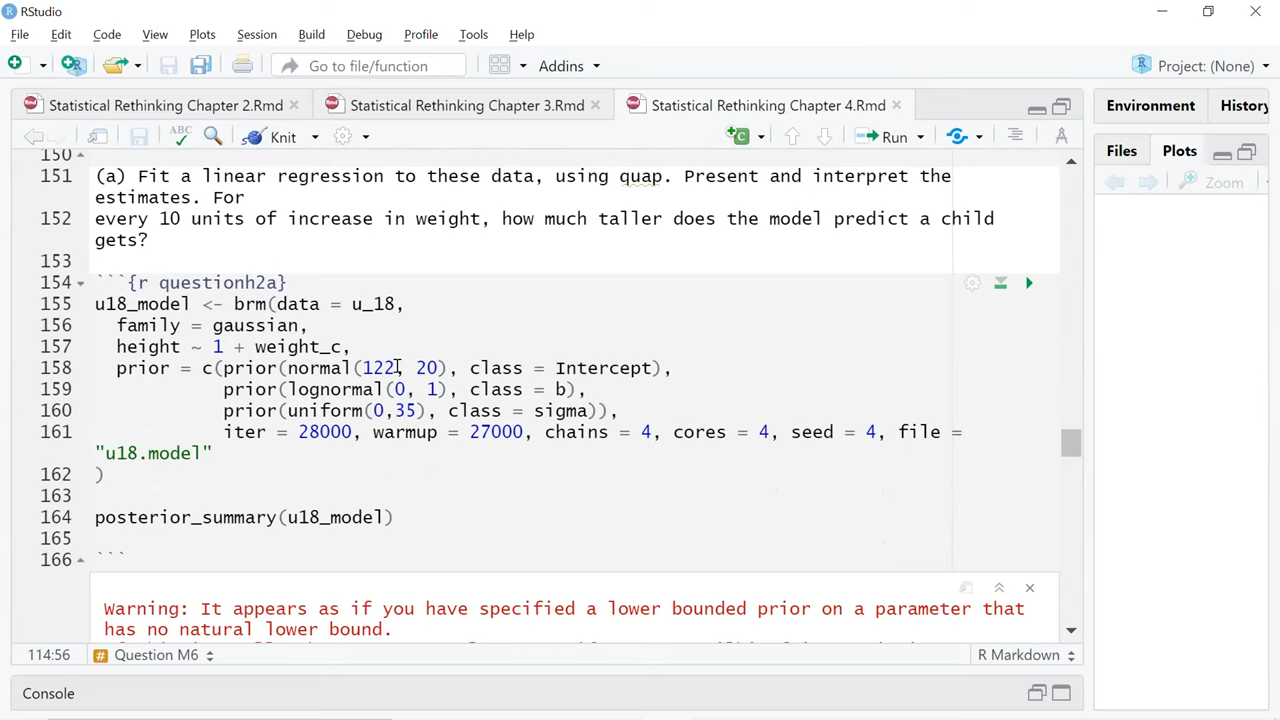 RStudio
File Edit Code View Plots Session Build Debug Profile Tools Help
Go to file/function Addins Project: (None)
Statistical Rethinking Chapter 2.Rmd Statistical Rethinking Chapter 3.Rmd Statistical Rethinking Chapter 4.Rmd Environment History
ABC Knit Run Files Plots
Zoom
150
151 (a) Fit a linear regression to these data, using quap. Present and interpret the
estimates. For
152 every 10 units of increase in weight, how much taller does the model predict a child
gets?
153
154 ```{r questionh2a}
155 u18_model <- brm(data = u_18,
156 family = gaussian,
157 height ~ 1 + weight_c,
158 prior = c(prior(normal(122, 20), class = Intercept),
159 prior(lognormal(0, 1), class = b),
160 prior(uniform(0,35), class = sigma)),
161 iter = 28000, warmup = 27000, chains = 4, cores = 4, seed = 4, file =
"u18.model"
162 )
163
164 posterior_summary(u18_model)
165
166 ```
Warning: It appears as if you have specified a lower bounded prior on a parameter that
has no natural lower bound.
114:56 # Question M6 R Markdown
Console